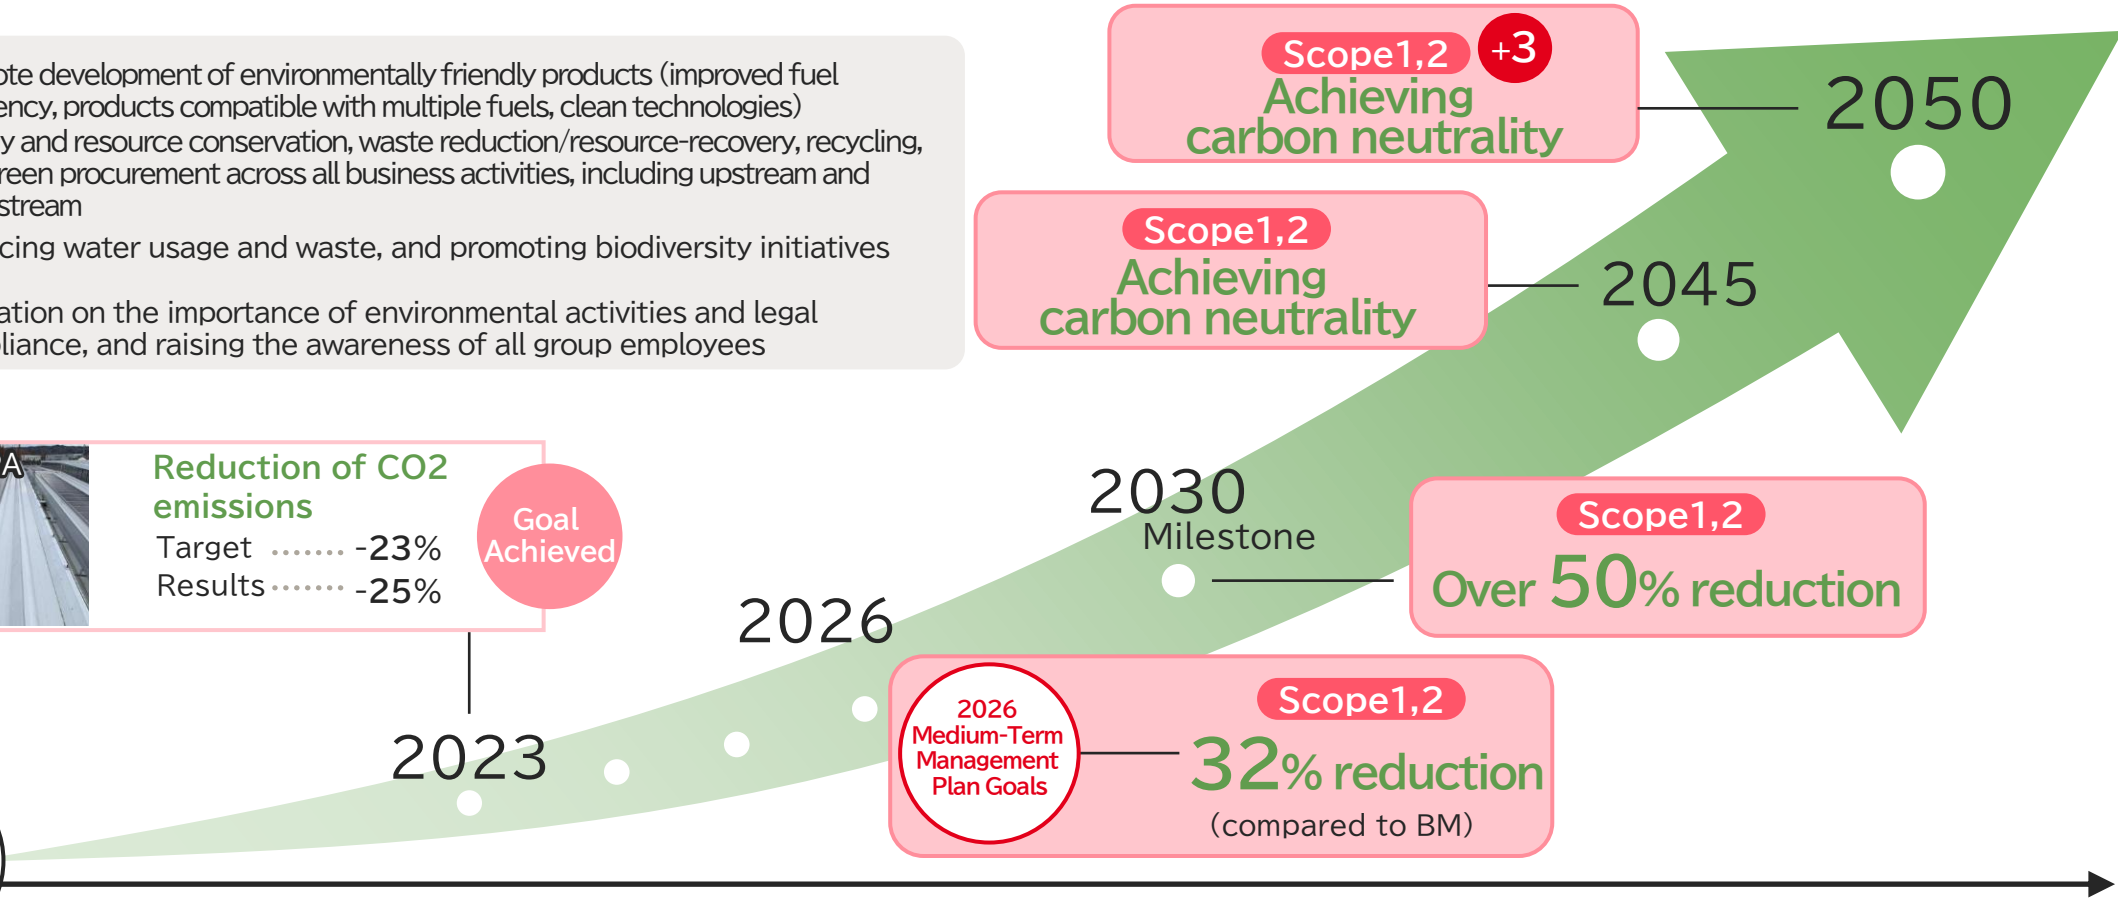 ote development of environmentally friendly products (improved fuel
ency, products compatible with multiple fuels, clean technologies)
y and resource conservation, waste reduction/resource-recovery, recycling,
reen procurement across all business activities, including upstream and
stream
cing water usage and waste, and promoting biodiversity initiatives
ation on the importance of environmental activities and legal
liance, and raising the awareness of all group employees
Scope1,2 +3
Achieving
carbon neutrality
2050
Scope1,2
Achieving
carbon neutrality
2045
A
Reduction of CO2
emissions
Target ······· -23%
Results ······· -25%
Goal
Achieved
2030
Milestone
Scope1,2
Over 50% reduction
2026
2026
Medium-Term
Management
Plan Goals
Scope1,2
32% reduction
(compared to BM)
2023